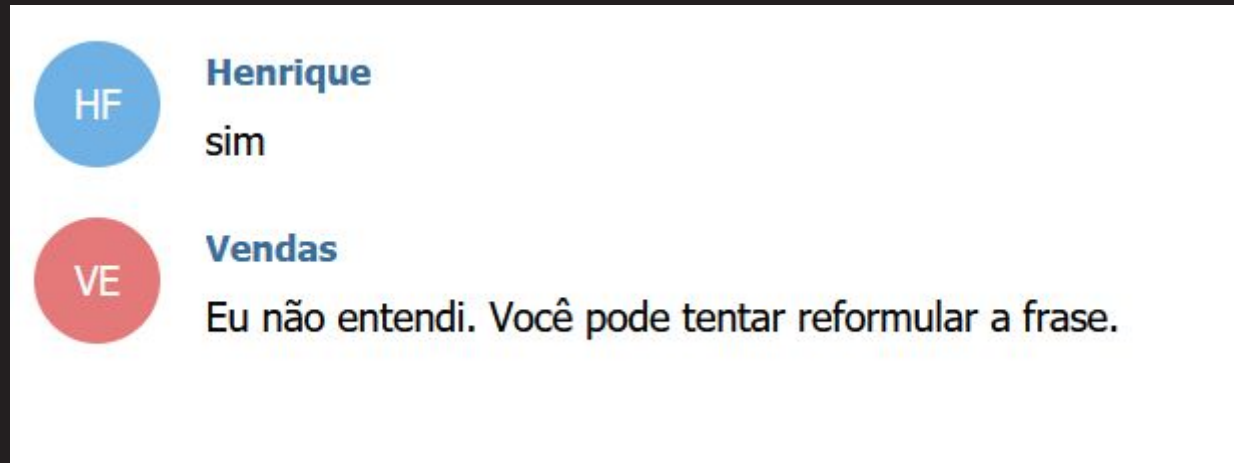 HF
Henrique
sim
VE
Vendas
Eu não entendi. Você pode tentar reformular a frase.